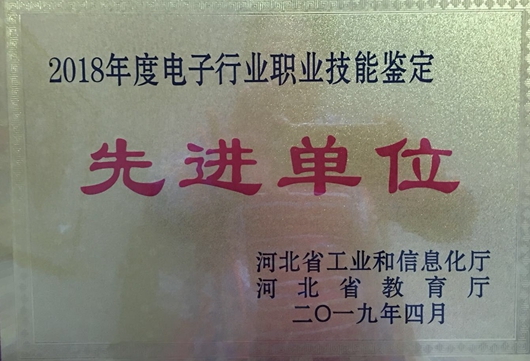 2018年度电子行业职业技能鉴定
先进单位
河北省工业和信息化厅
河北省教育厅
二〇一九年四月